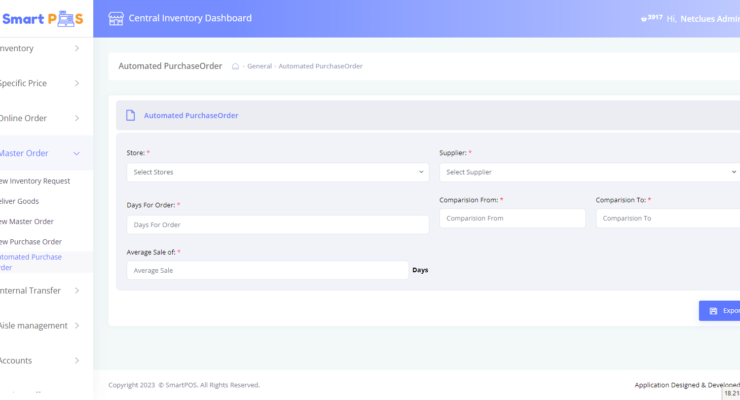 Smart POS
Central Inventory Dashboard
3917 Hi, Netclues Admin
nventory
Specific Price
Online Order
Master Order
ew Inventory Request
eliver Goods
ew Master Order
ew Purchase Order
utomated Purchase
rder
nternal Transfer
Aisle management
Accounts
Automated PurchaseOrder
General - Automated PurchaseOrder
Automated PurchaseOrder
Store: *
Supplier: *
Select Stores
Select Supplier
Days For Order: *
Comparision From: *
Comparision To: *
Days For Order
Comparision From
Comparision To
Average Sale of: *
Average Sale
Days
Expor
Copyright 2023 © SmartPOS. All Rights Reserved.
Application Designed & Developed
18:21